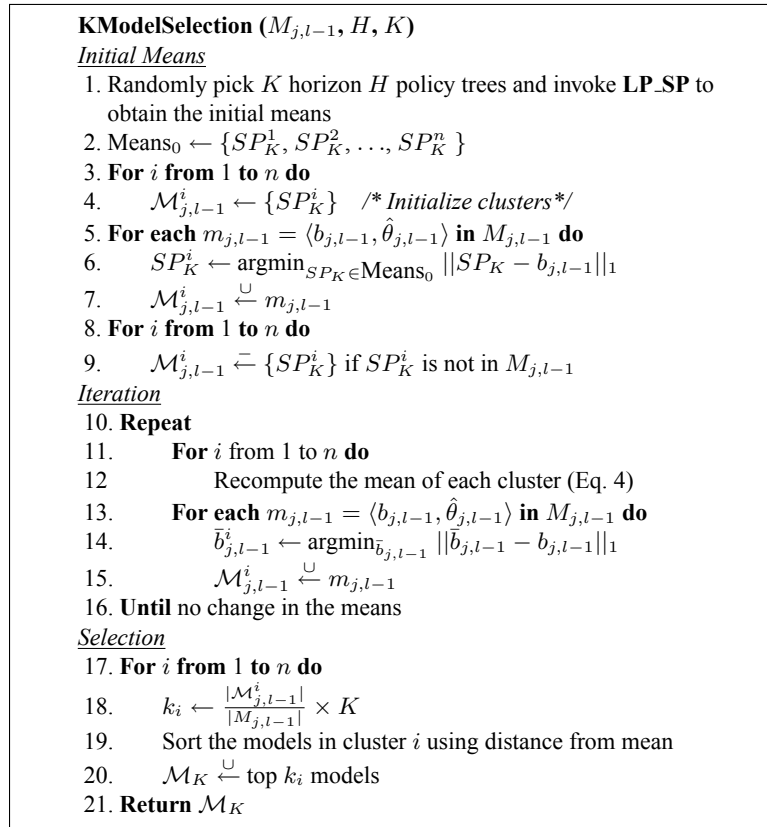 KModelSelection (M_{j,l−1}, H, K)
Initial Means
1. Randomly pick K horizon H policy trees and invoke LP_SP to
obtain the initial means
2. Means_0 ← {SP_K^1, SP_K^2, ..., SP_K^n }
3. For i from 1 to n do
4. ℳ_{j,l−1}^i ← {SP_K^i} /* Initialize clusters*/
5. For each m_{j,l−1} = ⟨b_{j,l−1}, θ̂_{j,l−1}⟩ in M_{j,l−1} do
6. SP_K^i ← argmin_{SP_K∈Means_0} ||SP_K − b_{j,l−1}||_1
7. ℳ_{j,l−1}^i ←^∪ m_{j,l−1}
8. For i from 1 to n do
9. ℳ_{j,l−1}^i ←^− {SP_K^i} if SP_K^i is not in M_{j,l−1}
Iteration
10. Repeat
11. For i from 1 to n do
12 Recompute the mean of each cluster (Eq. 4)
13. For each m_{j,l−1} = ⟨b_{j,l−1}, θ̂_{j,l−1}⟩ in M_{j,l−1} do
14. b̄_{j,l−1}^i ← argmin_{b̄_{j,l−1}} ||b̄_{j,l−1} − b_{j,l−1}||_1
15. ℳ_{j,l−1}^i ←^∪ m_{j,l−1}
16. Until no change in the means
Selection
17. For i from 1 to n do
18. k_i ← |ℳ_{j,l−1}^i| / |M_{j,l−1}| × K
19. Sort the models in cluster i using distance from mean
20. ℳ_K ←^∪ top k_i models
21. Return ℳ_K